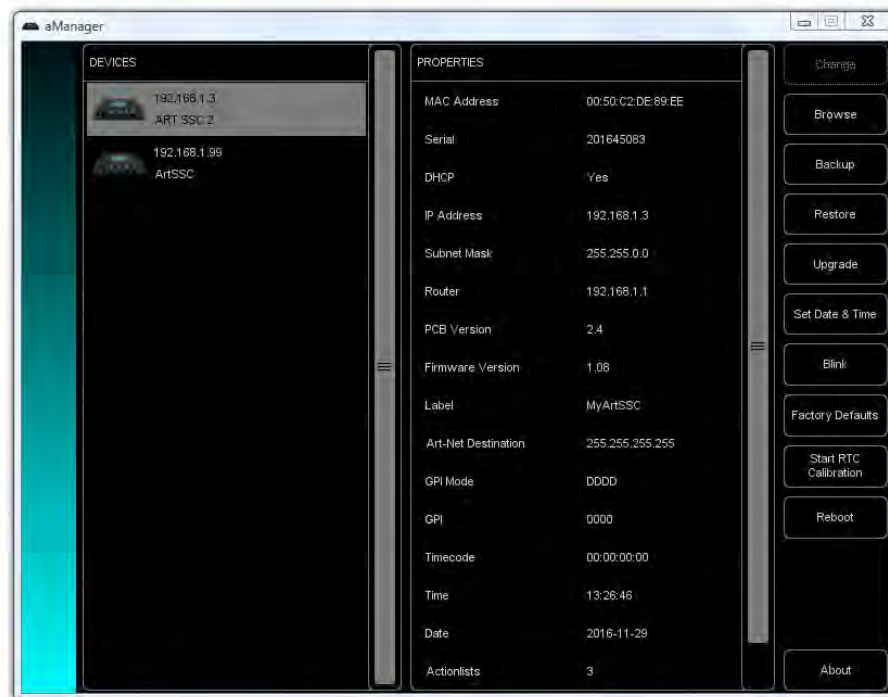 aManager
DEVICES
192.168.1.3
ART SSC 2
192.168.1.99
ArtSSC
PROPERTIES
MAC Address 00:50:C2:DE:89:EE
Serial 201645083
DHCP Yes
IP Address 192.168.1.3
Subnet Mask 255.255.0.0
Router 192.168.1.1
PCB Version 2.4
Firmware Version 1.08
Label MyArtSSC
Art-Net Destination 255.255.255.255
GPI Mode DDDD
GPI 0000
Timecode 00:00:00:00
Time 13:26:46
Date 2016-11-29
Actionlists 3
Change
Browse
Backup
Restore
Upgrade
Set Date & Time
Blink
Factory Defaults
Start RTC
Calibration
Reboot
About